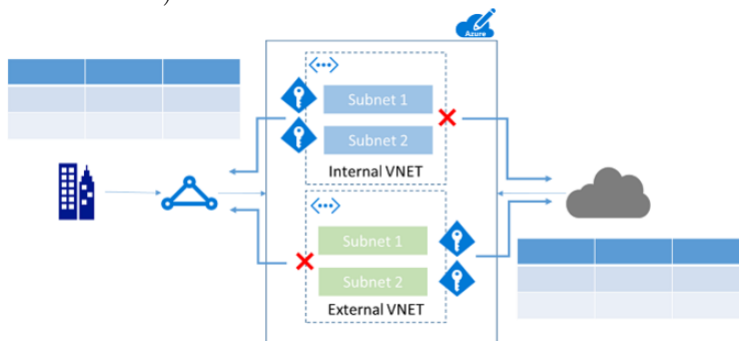 Azure
Subnet 1
Subnet 2
Internal VNET
Subnet 1
Subnet 2
External VNET